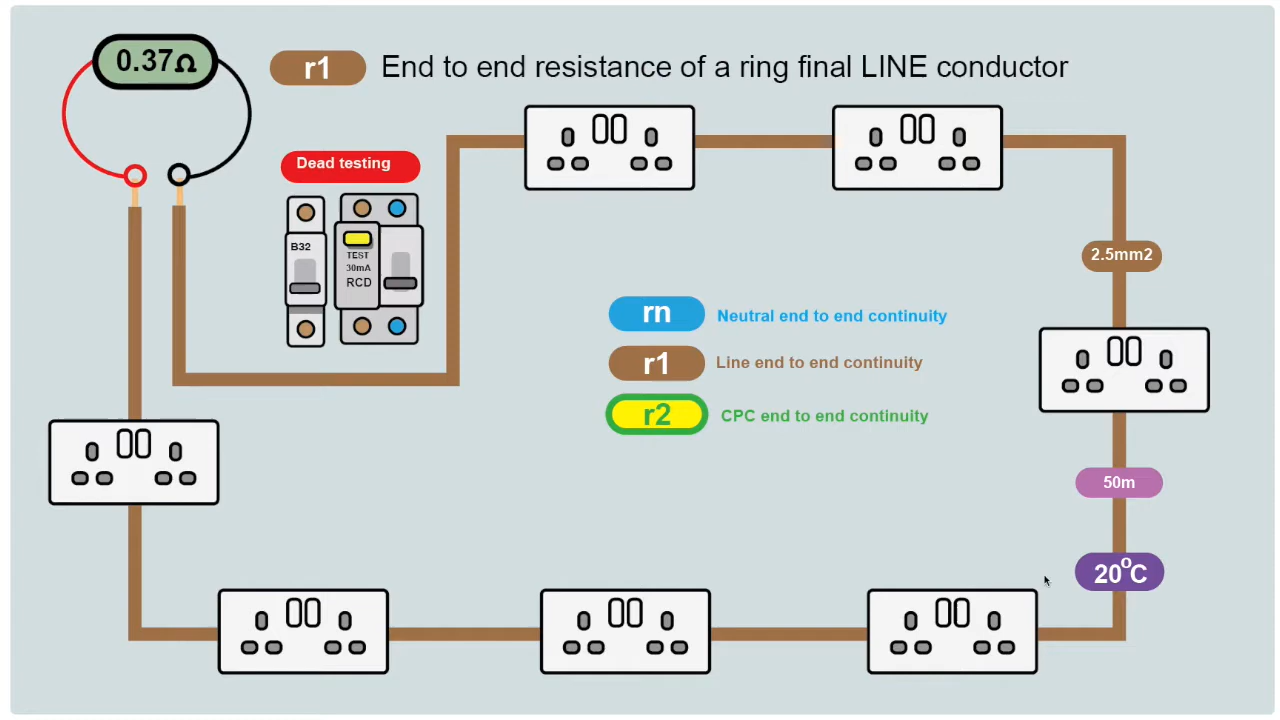 0.37Ω
r1 End to end resistance of a ring final LINE conductor
Dead testing
B32
TEST
30mA
RCD
2.5mm2
rn Neutral end to end continuity
r1 Line end to end continuity
r2 CPC end to end continuity
50m
20°C